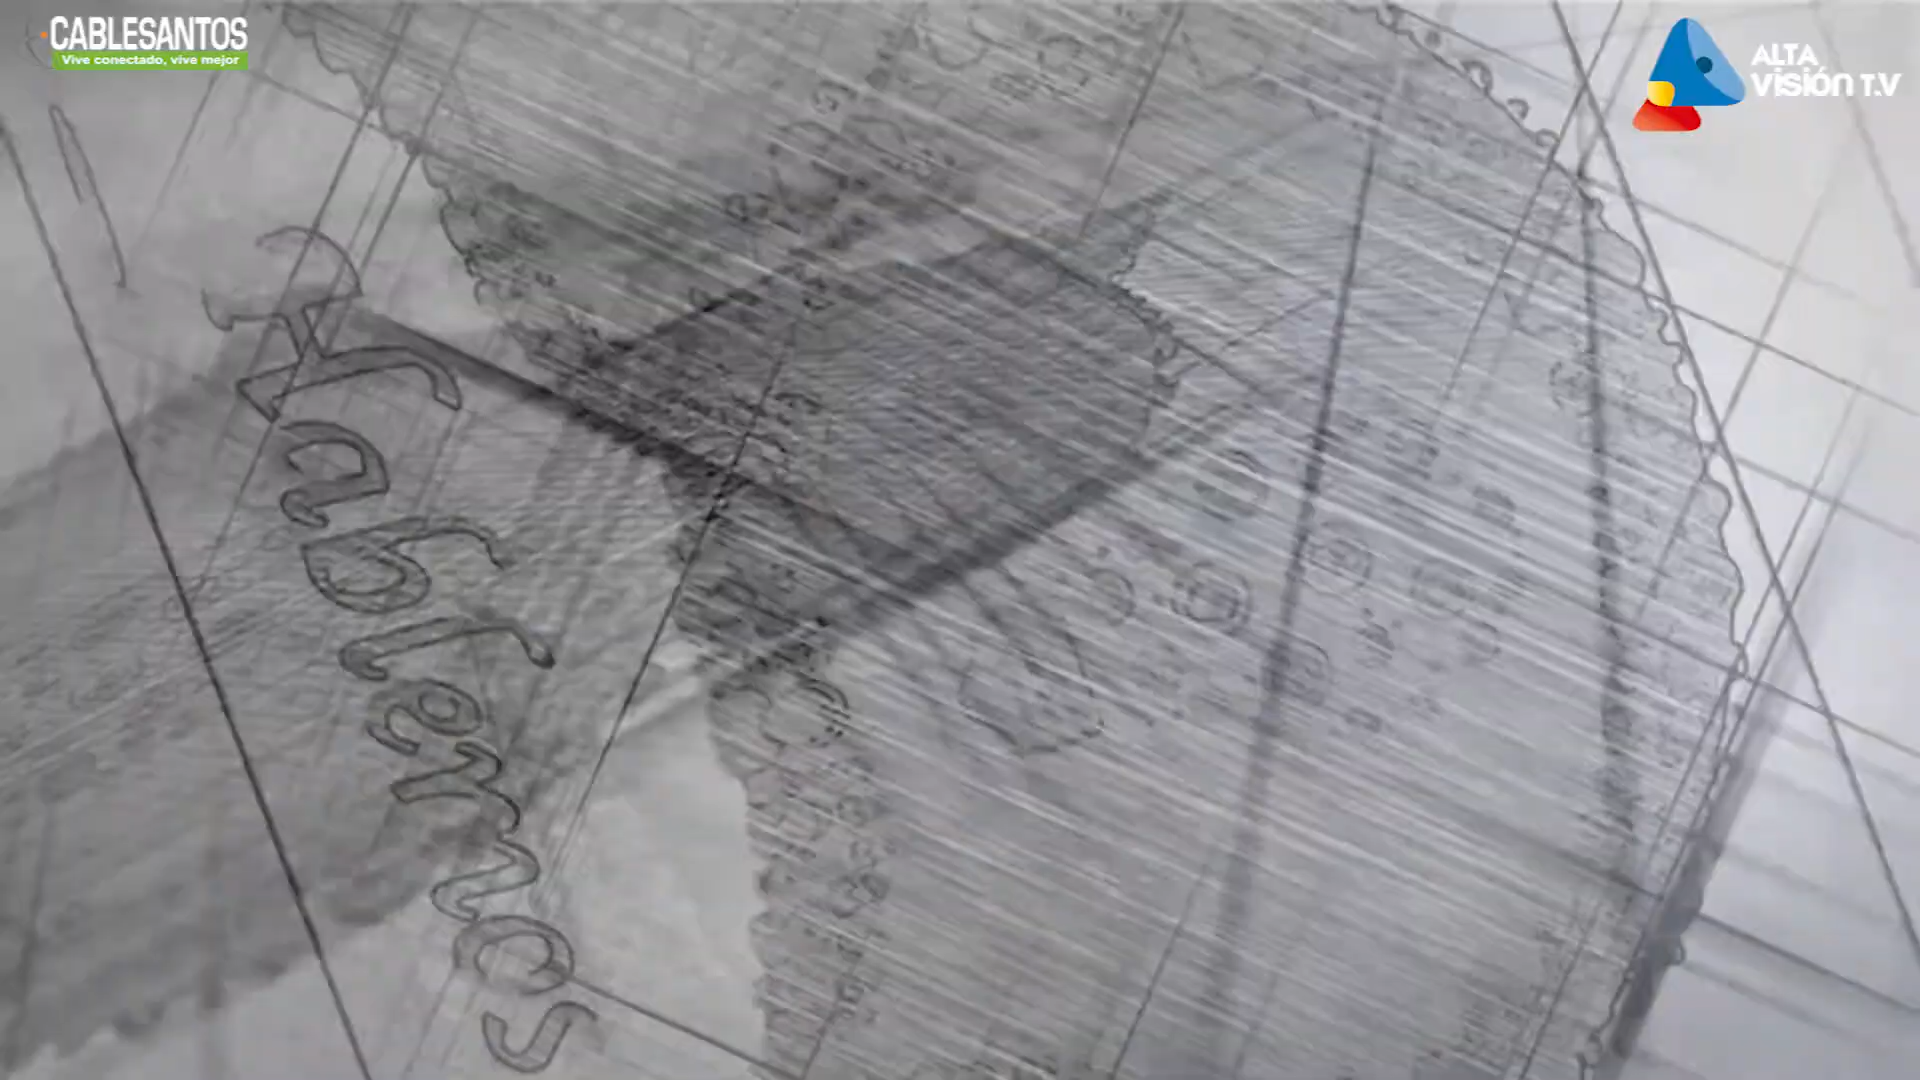 CABLESANTOS
Vive conectado, vive mejor
ALTA
visión T.V
Hablemos